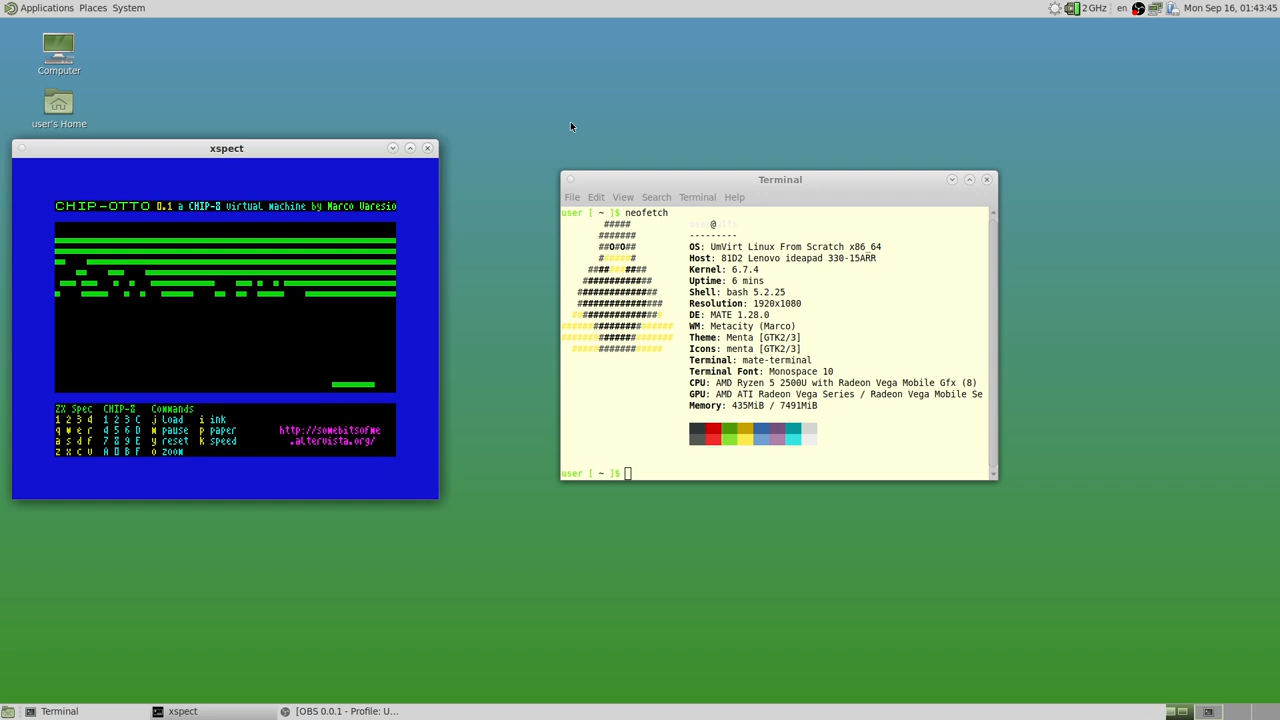 Applications Places System
2 GHz en Mon Sep 16, 01:43:45
Computer
user's Home
xspect
CHIP-OTTO 0.1 a CHIP-8 virtual machine by Marco Varesio
ZX Spec CHIP-8 Commands
1 2 3 4 1 2 3 C j load i ink
q w e r 4 5 6 D m pause p paper http://somebitsofme
a s d f 7 8 9 E y reset k speed .altervista.org/
z x c v A 0 B F o zoom
Terminal
File Edit View Search Terminal Help
user [ ~ ]$ neofetch
#####
@
#######
---------
##O#O##
OS: UmVirt Linux From Scratch x86_64
#######
Host: 81D2 Lenovo ideapad 330-15ARR
###########
Kernel: 6.7.4
#############
Uptime: 6 mins
###############
Shell: bash 5.2.25
################
Resolution: 1920x1080
#################
DE: MATE 1.28.0
#####################
WM: Metacity (Marco)
#####################
Theme: Menta [GTK2/3]
#################
Icons: menta [GTK2/3]
Terminal: mate-terminal
Terminal Font: Monospace 10
CPU: AMD Ryzen 5 2500U with Radeon Vega Mobile Gfx (8)
GPU: AMD ATI Radeon Vega Series / Radeon Vega Mobile Se
Memory: 435MiB / 7491MiB
user [ ~ ]$
Terminal
xspect
[OBS 0.0.1 - Profile: U...